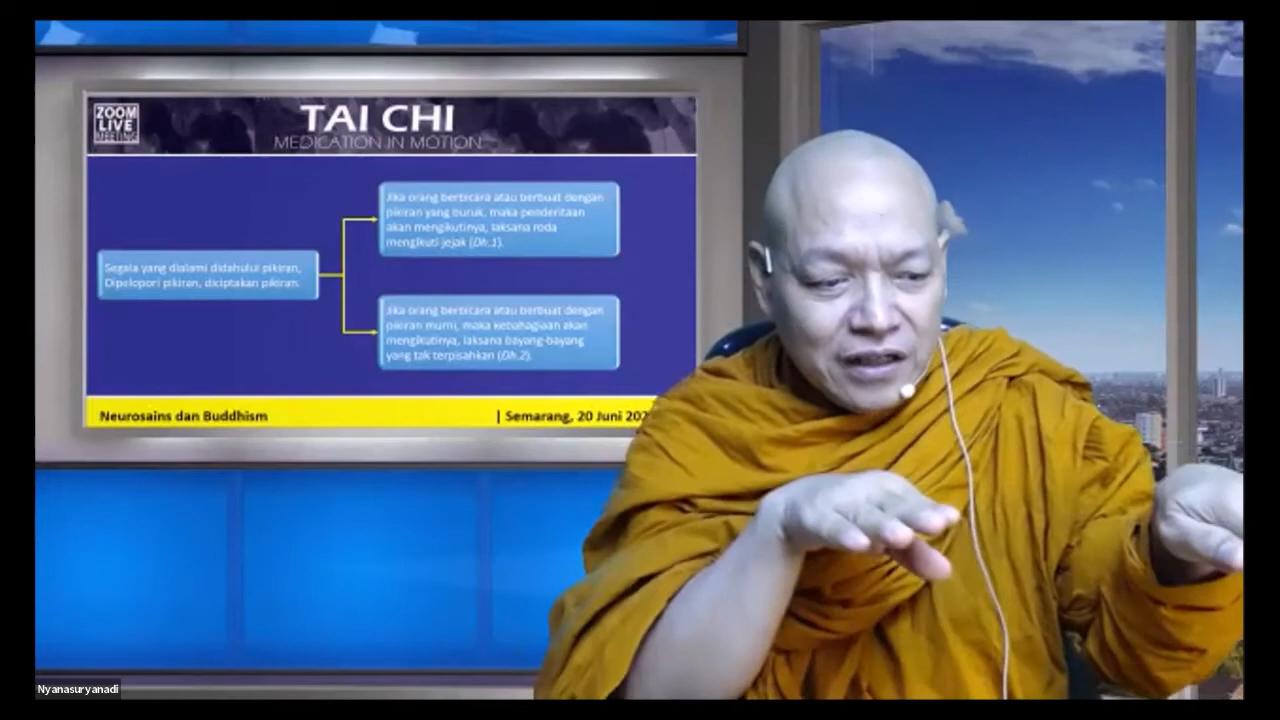 ZOOM
LIVE
MEETING
TAI CHI
MEDICATION IN MOTION
Jika orang berbicara atau berbuat dengan
pikiran yang buruk, maka penderitaan
akan mengikutinya, laksana roda
mengikuti jejak (Dh.1).
Segala yang dialami didahului pikiran,
Dipelopori pikiran, diciptakan pikiran.
Jika orang berbicara atau berbuat dengan
pikiran murni, maka kebahagiaan akan
mengikutinya, laksana bayang-bayang
yang tak terpisahkan (Dh.2).
Neurosains dan Buddhism
| Semarang, 20 Juni 202
Nyanasuryanadi